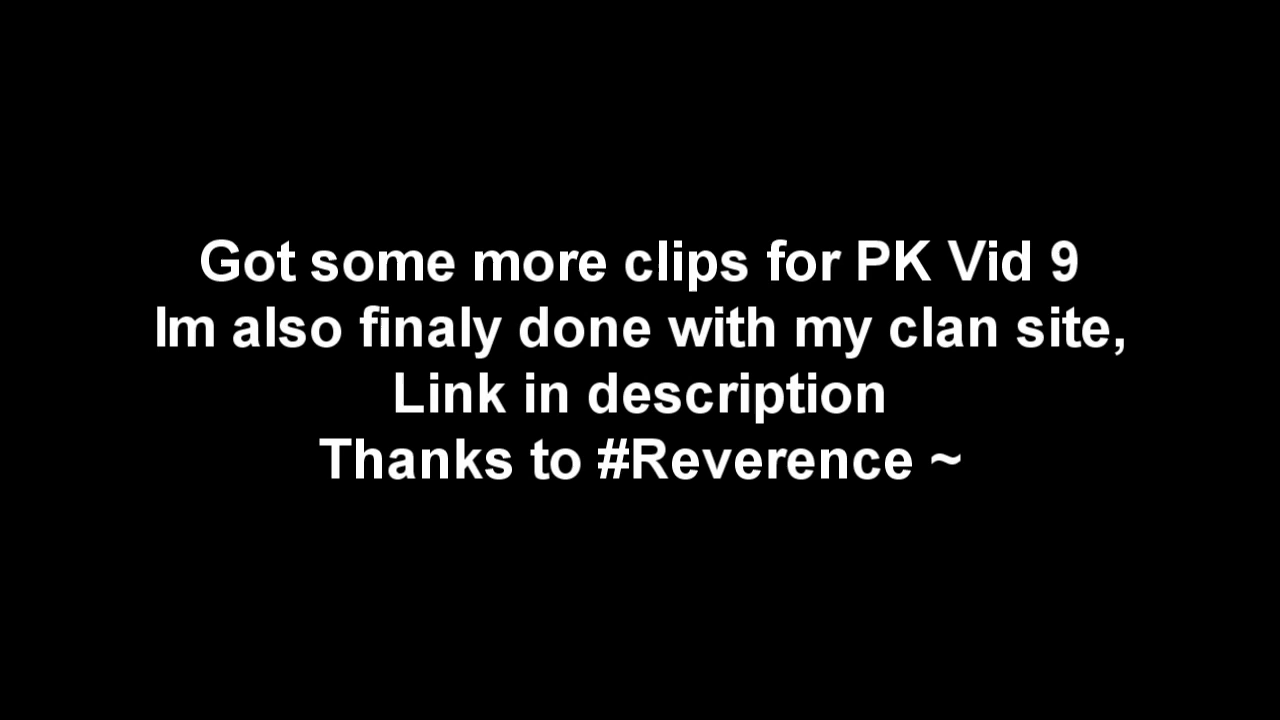 Got some more clips for PK Vid 9
Im also finaly done with my clan site,
Link in description
Thanks to #Reverence ~